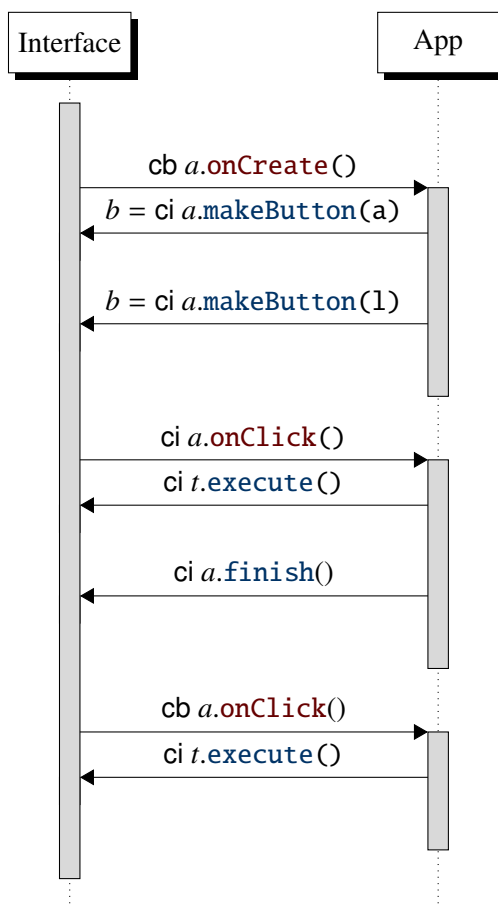 Interface
App
cb a.onCreate()
b = ci a.makeButton(a)
b = ci a.makeButton(l)
ci a.onClick()
ci t.execute()
ci a.finish()
cb a.onClick()
ci t.execute()